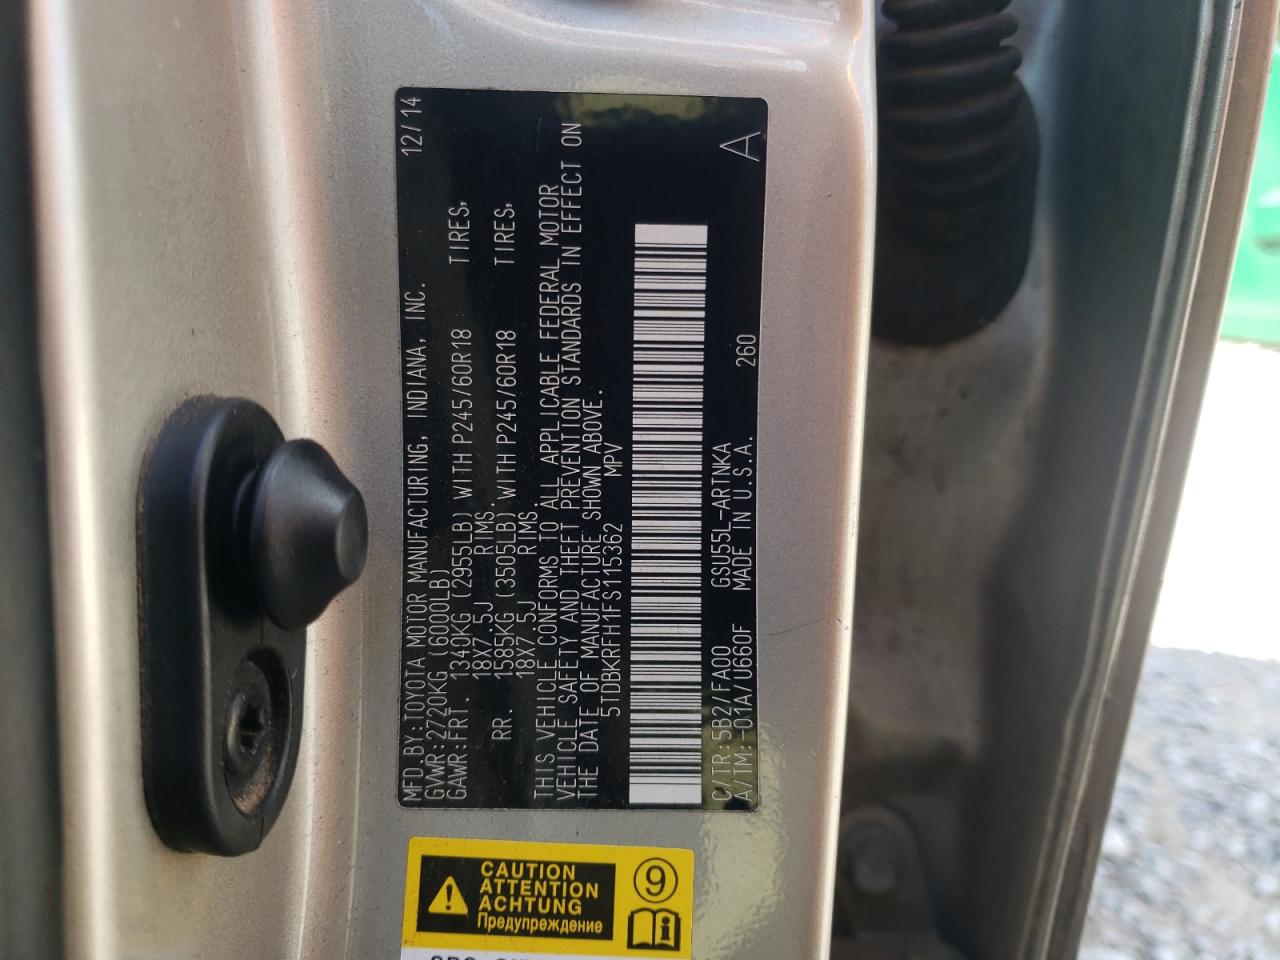 MFD.BY:TOYOTA MOTOR MANUFACTURING, INDIANA, INC. 12/14
GVWR:2720KG (6000LB)
GAWR:FRT. 1340KG (2955LB) WITH P245/60R18 TIRES,
18X7.5J RIMS.
RR. 1585KG (3505LB) WITH P245/60R18 TIRES,
18X7.5J RIMS.
THIS VEHICLE CONFORMS TO ALL APPLICABLE FEDERAL MOTOR
VEHICLE SAFETY AND THEFT PREVENTION STANDARDS IN EFFECT ON
THE DATE OF MANUFACTURE SHOWN ABOVE.
5TDBKRFH1FS115362 MPV
C/TR:5B2/FA00 GSU55L-ARTNKA
A/TM:-01A/U660F MADE IN U.S.A. 260 A
CAUTION
ATTENTION
ACHTUNG
Предупреждение
9